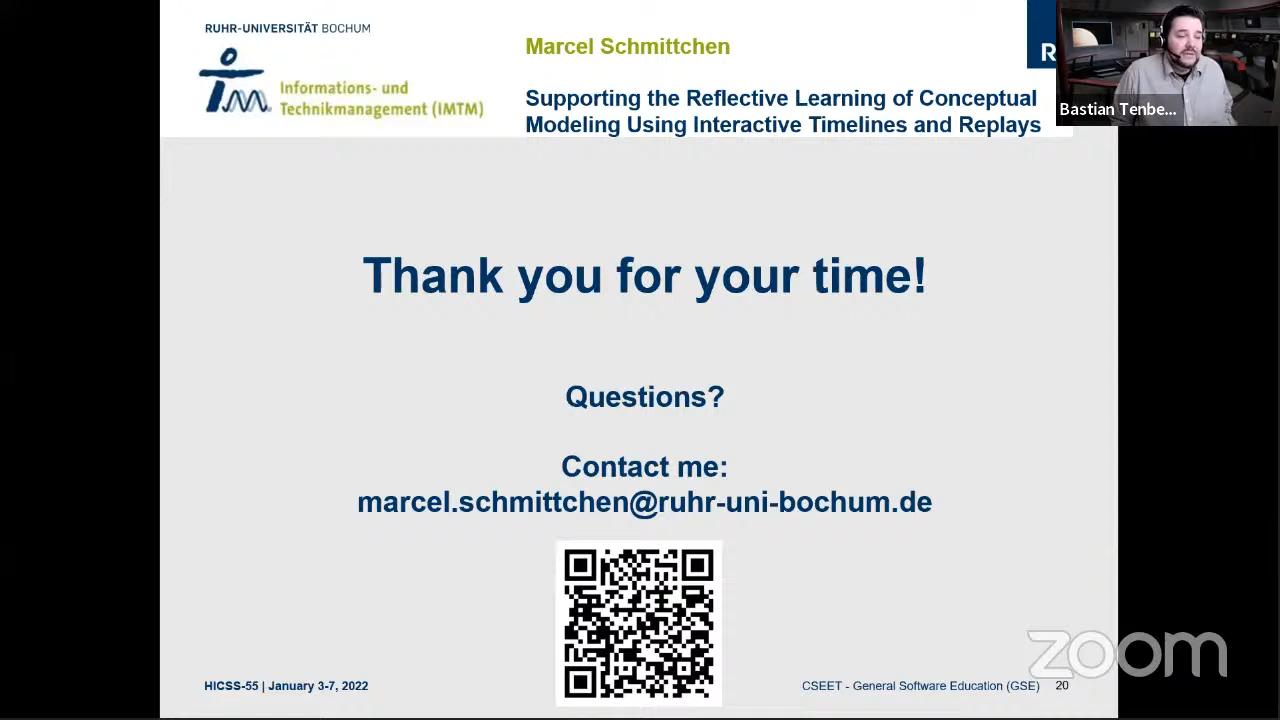 RUHR-UNIVERSITÄT BOCHUM
Informations- und
Technikmanagement (IMTM)
Marcel Schmittchen
Supporting the Reflective Learning of Conceptual
Modeling Using Interactive Timelines and Replays
R
Bastian Tenbe...
Thank you for your time!
Questions?
Contact me:
marcel.schmittchen@ruhr-uni-bochum.de
HICSS-55 | January 3-7, 2022
CSEET - General Software Education (GSE) 20
zoom